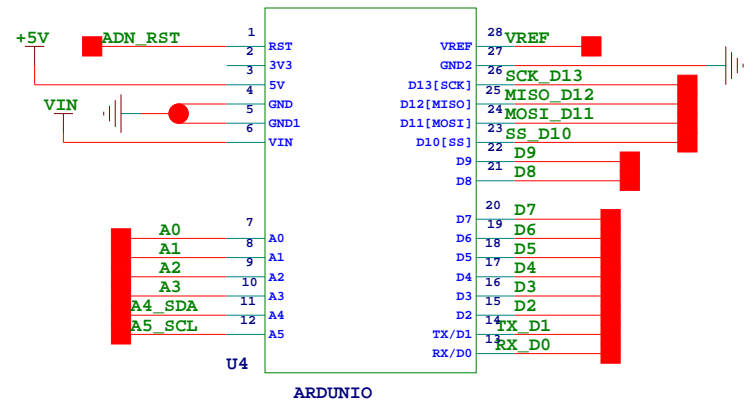 1 28
+5V ADN_RST RST VREF VREF
2 27
3V3 GND2
3 26
5V D13[SCK] SCK_D13
4 25
VIN GND D12[MISO] MISO_D12
5 24
GND1 D11[MOSI] MOSI_D11
6 23
VIN D10[SS] SS_D10
22
D9 D9
21
D8 D8
20
7 D7 D7
19
A0 A0 D6 D6
8 18
A1 A1 D5 D5
9 17
A2 A2 D4 D4
10 16
A3 A3 D3 D3
11 15
A4_SDA A4 D2 D2
12 14
A5_SCL A5 TX/D1 TX_D1
13
RX/D0 RX_D0
U4
ARDUNIO